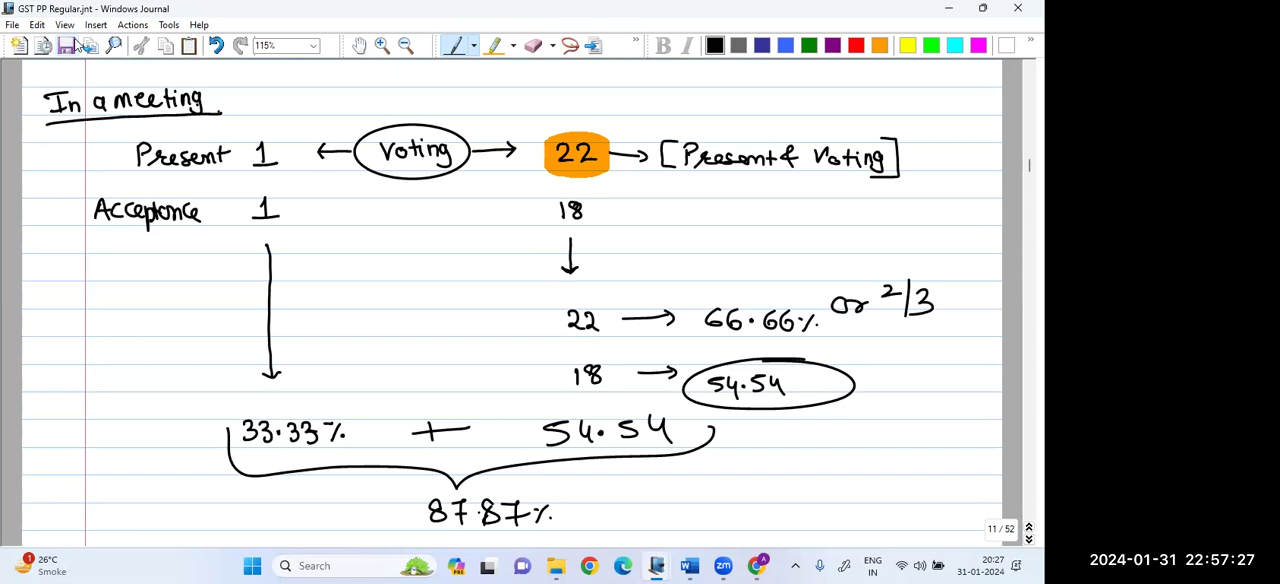 GST PP Regular.jnt - Windows Journal
File Edit View Insert Actions Tools Help
115%
B I
In a meeting
Present 1 ← Voting → 22 → [Present & Voting]
Acceptance 1 18
22 → 66.66% or 2/3
18 → 54.54
33.33% + 54.54
87.87%
11 / 52
26°C
Smoke
Search
ENG
IN
20:27
31-01-2024
2024-01-31 22:57:27